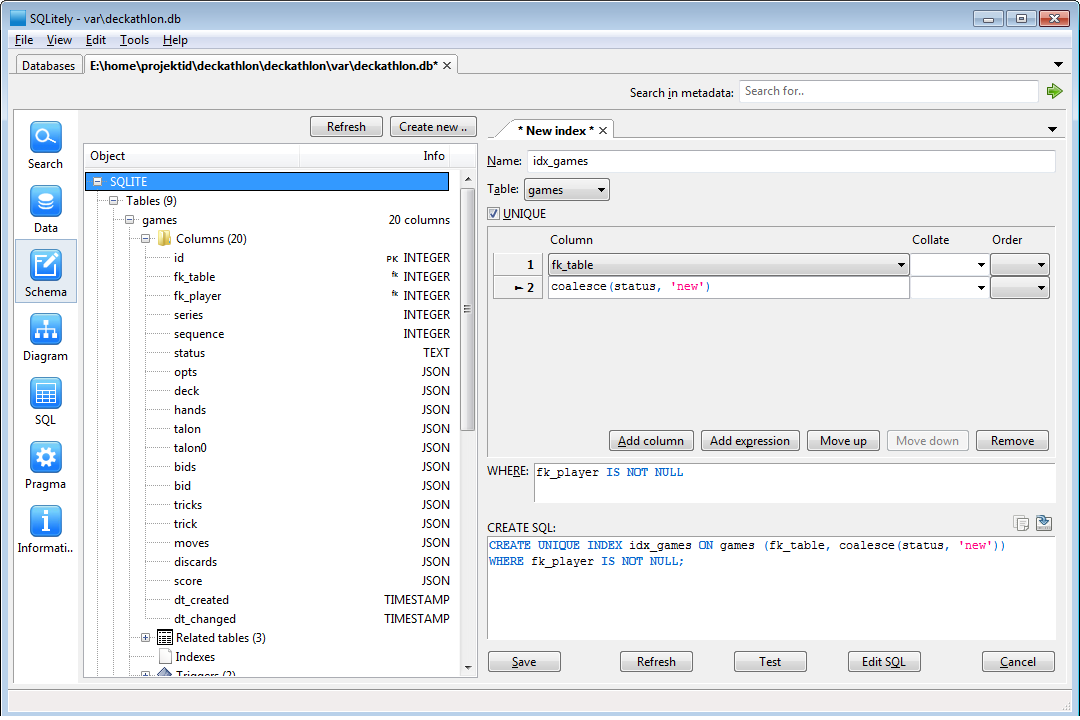 SQLitely - var\deckathlon.db
File View Edit Tools Help
Databases E:\home\projektid\deckathlon\deckathlon\var\deckathlon.db*
Search in metadata: Search for..
Search
Data
Schema
Diagram
SQL
Pragma
Informati..
Refresh Create new ..
Object Info
SQLITE
Tables (9)
games 20 columns
Columns (20)
id PK INTEGER
fk_table fk INTEGER
fk_player fk INTEGER
series INTEGER
sequence INTEGER
status TEXT
opts JSON
deck JSON
hands JSON
talon JSON
talon0 JSON
bids JSON
bid JSON
tricks JSON
trick JSON
moves JSON
discards JSON
score JSON
dt_created TIMESTAMP
dt_changed TIMESTAMP
Related tables (3)
Indexes
Triggers (2)
* New index *
Name: idx_games
Table: games
UNIQUE
Column Collate Order
1 fk_table
2 coalesce(status, 'new')
Add column Add expression Move up Move down Remove
WHERE: fk_player IS NOT NULL
CREATE SQL:
CREATE UNIQUE INDEX idx_games ON games (fk_table, coalesce(status, 'new'))
WHERE fk_player IS NOT NULL;
Save Refresh Test Edit SQL Cancel